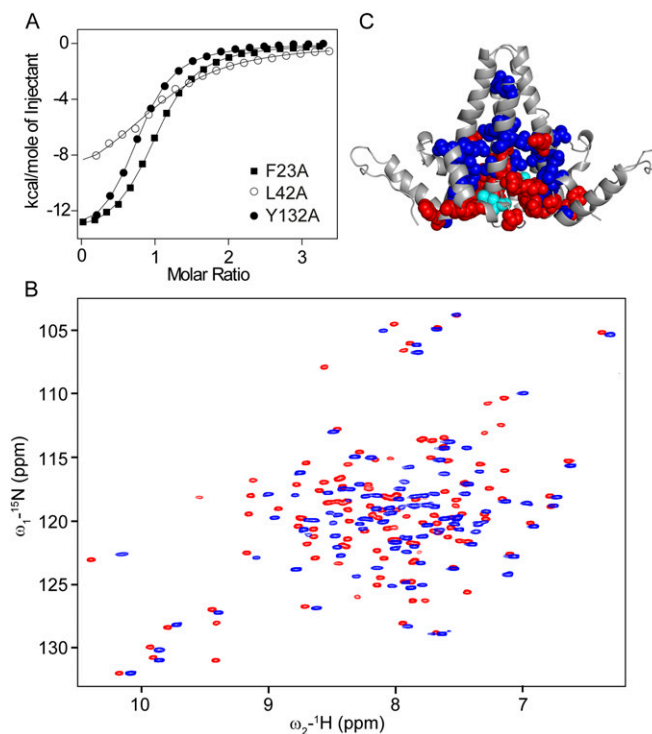 A
kcal/mole of Injectant
0
-4
-8
-12
F23A
L42A
Y132A
0 1 2 3
Molar Ratio
C
B
ω₁-¹⁵N (ppm)
105
110
115
120
125
130
10 9 8 7
ω₂-¹H (ppm)